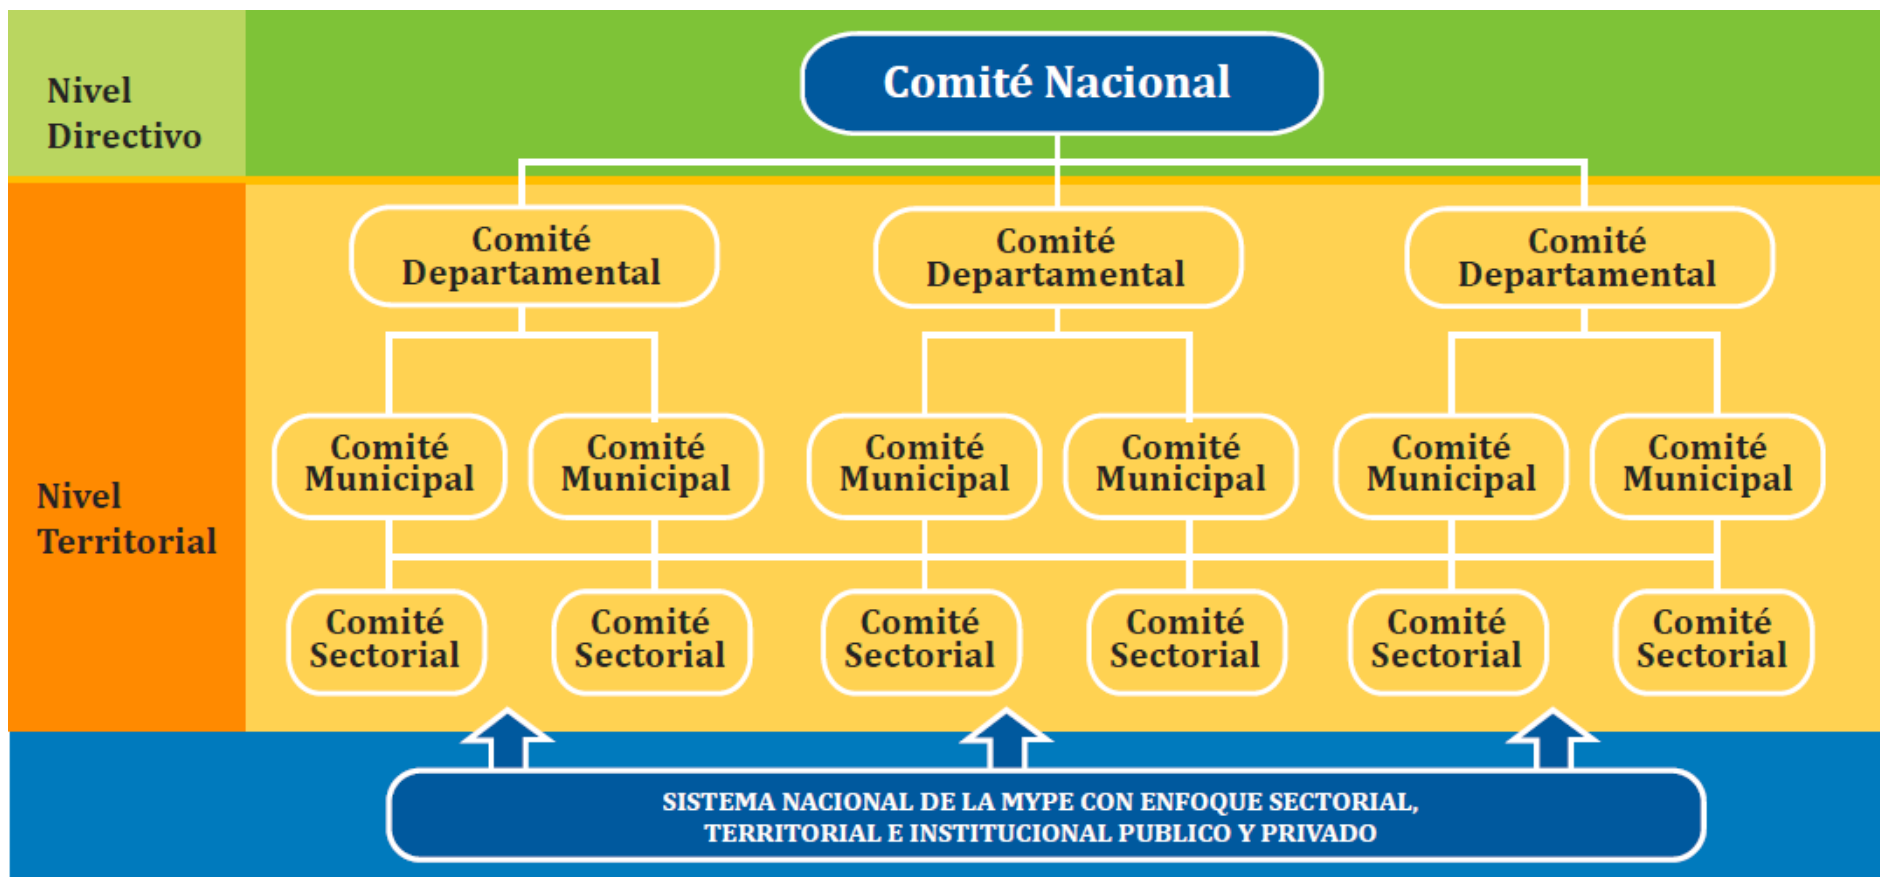 Nivel
Directivo
Comité Nacional
Comité
Departamental
Comité
Departamental
Comité
Departamental
Nivel
Territorial
Comité
Municipal
Comité
Municipal
Comité
Municipal
Comité
Municipal
Comité
Municipal
Comité
Municipal
Comité
Sectorial
Comité
Sectorial
Comité
Sectorial
Comité
Sectorial
Comité
Sectorial
Comité
Sectorial
SISTEMA NACIONAL DE LA MYPE CON ENFOQUE SECTORIAL,
TERRITORIAL E INSTITUCIONAL PUBLICO Y PRIVADO